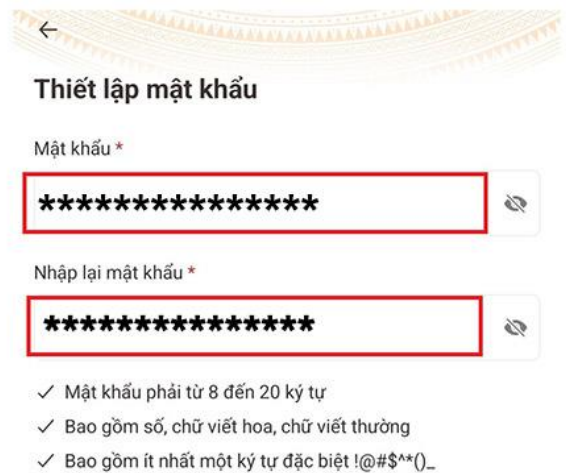 Thiết lập mật khẩu
Mật khẩu *
***************
Nhập lại mật khẩu *
***************
Mật khẩu phải từ 8 đến 20 ký tự
Bao gồm số, chữ viết hoa, chữ viết thường
Bao gồm ít nhất một ký tự đặc biệt !@#$^*()_